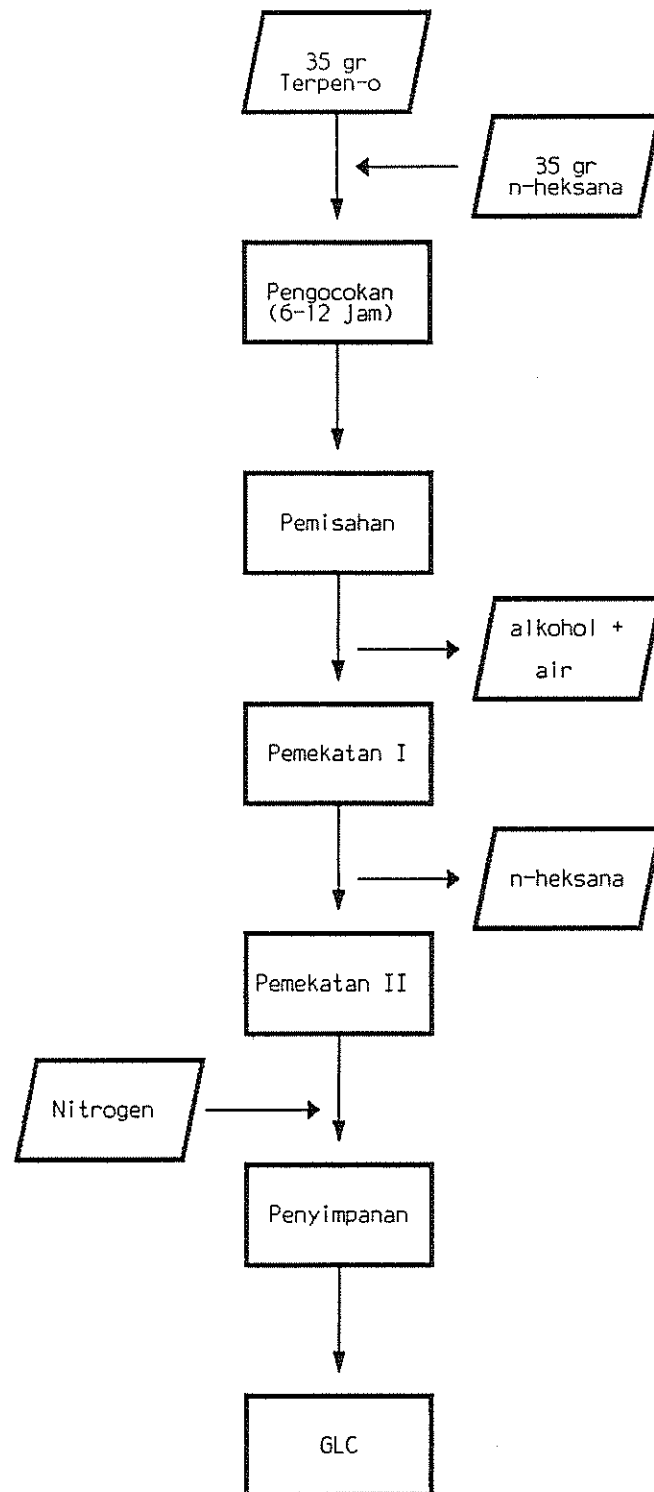 35 gr
Terpen-o
35 gr
n-heksana
Pengocokan
(6-12 Jam)
Pemisahan
alkohol +
air
Pemekatan I
n-heksana
Pemekatan II
Nitrogen
Penyimpanan
GLC